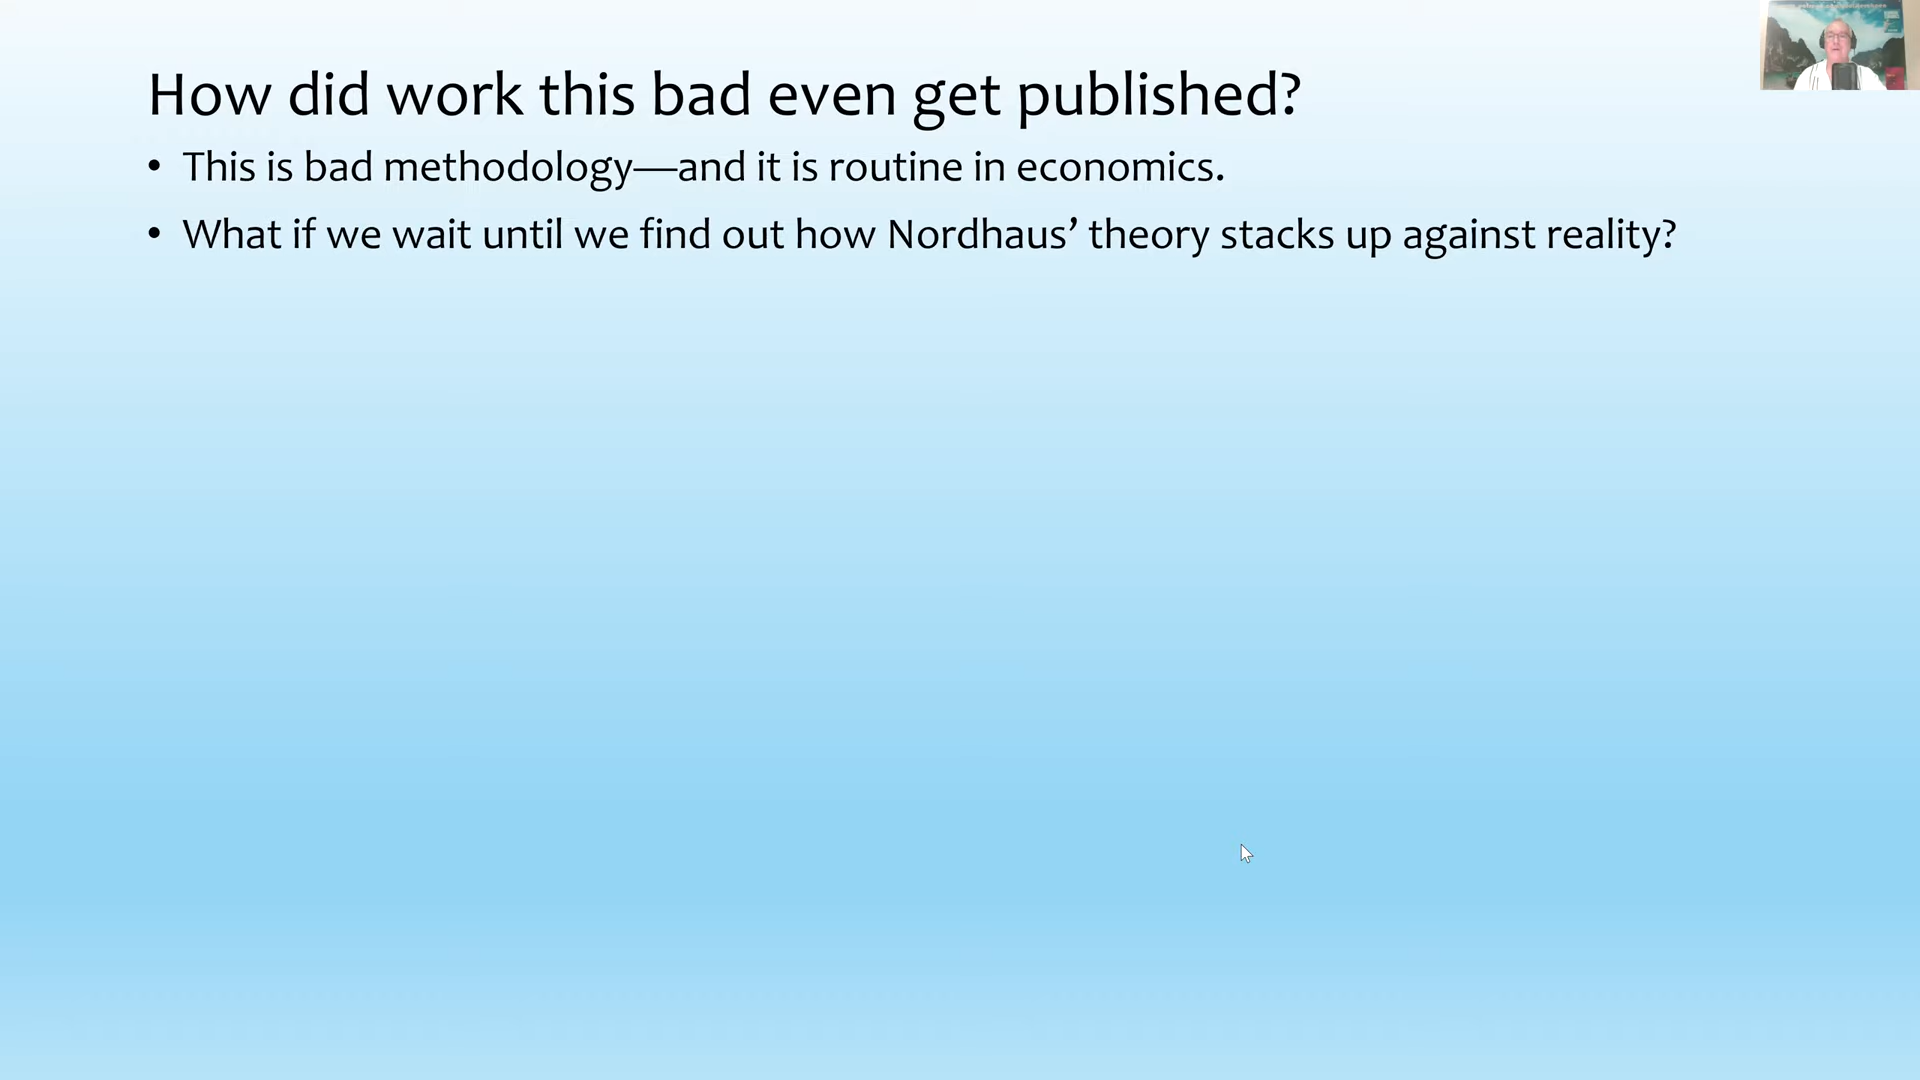 How did work this bad even get published?
• This is bad methodology—and it is routine in economics.
• What if we wait until we find out how Nordhaus’ theory stacks up against reality?